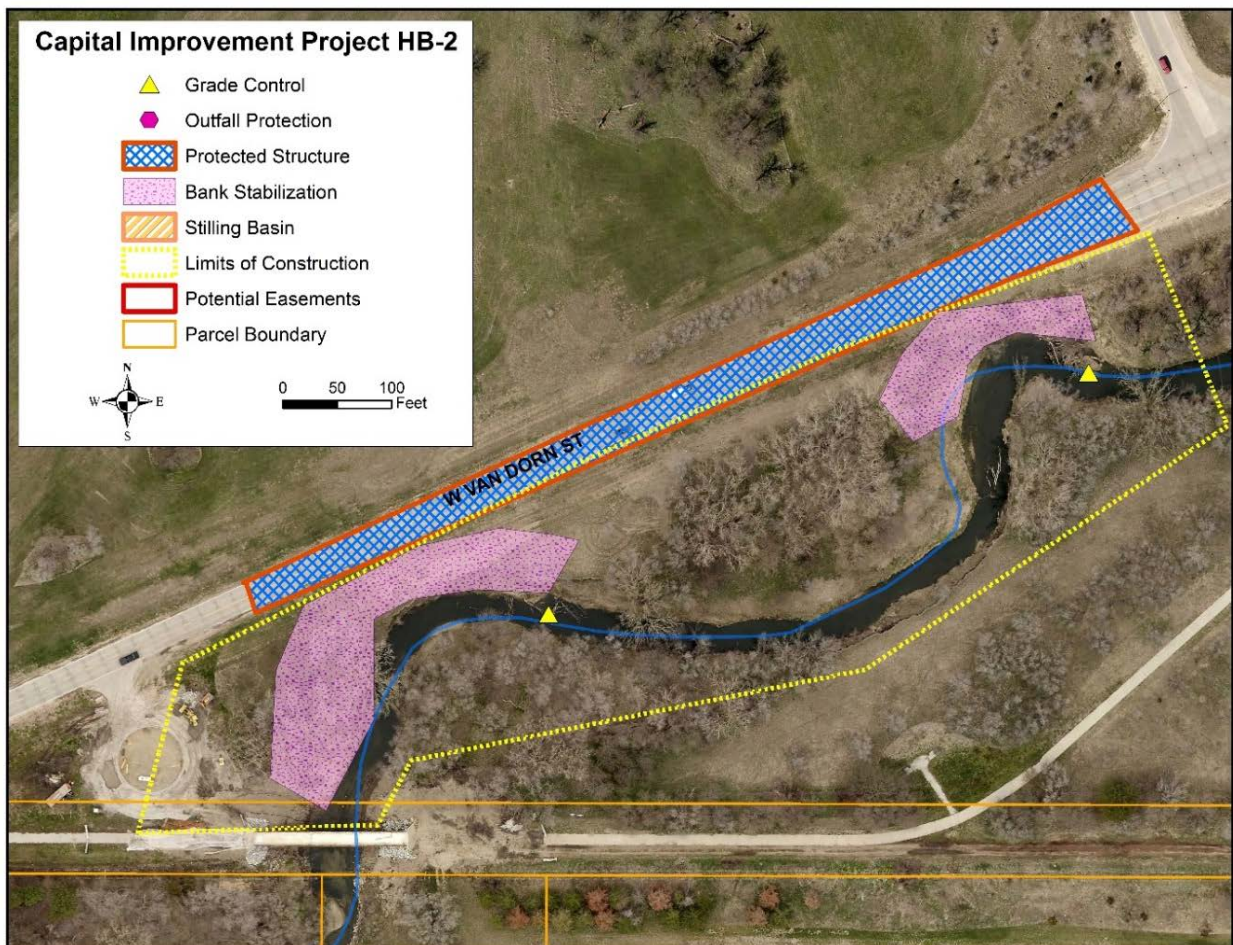 Capital Improvement Project HB-2
Grade Control
Outfall Protection
Protected Structure
Bank Stabilization
Stilling Basin
Limits of Construction
Potential Easements
Parcel Boundary
N
W E
S
0 50 100
Feet
W VAN DORN ST